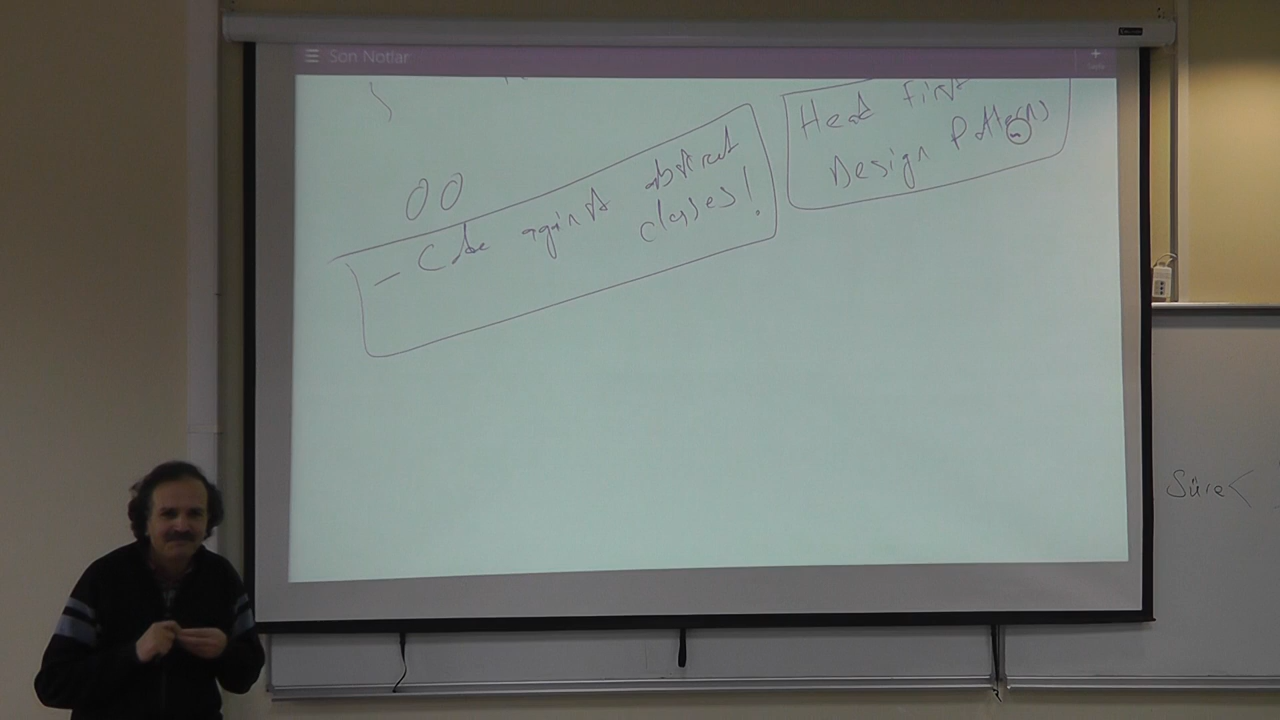 Son Notlar
Head First
Design Patterns
OO
- Code against abstract
classes!
Süre<